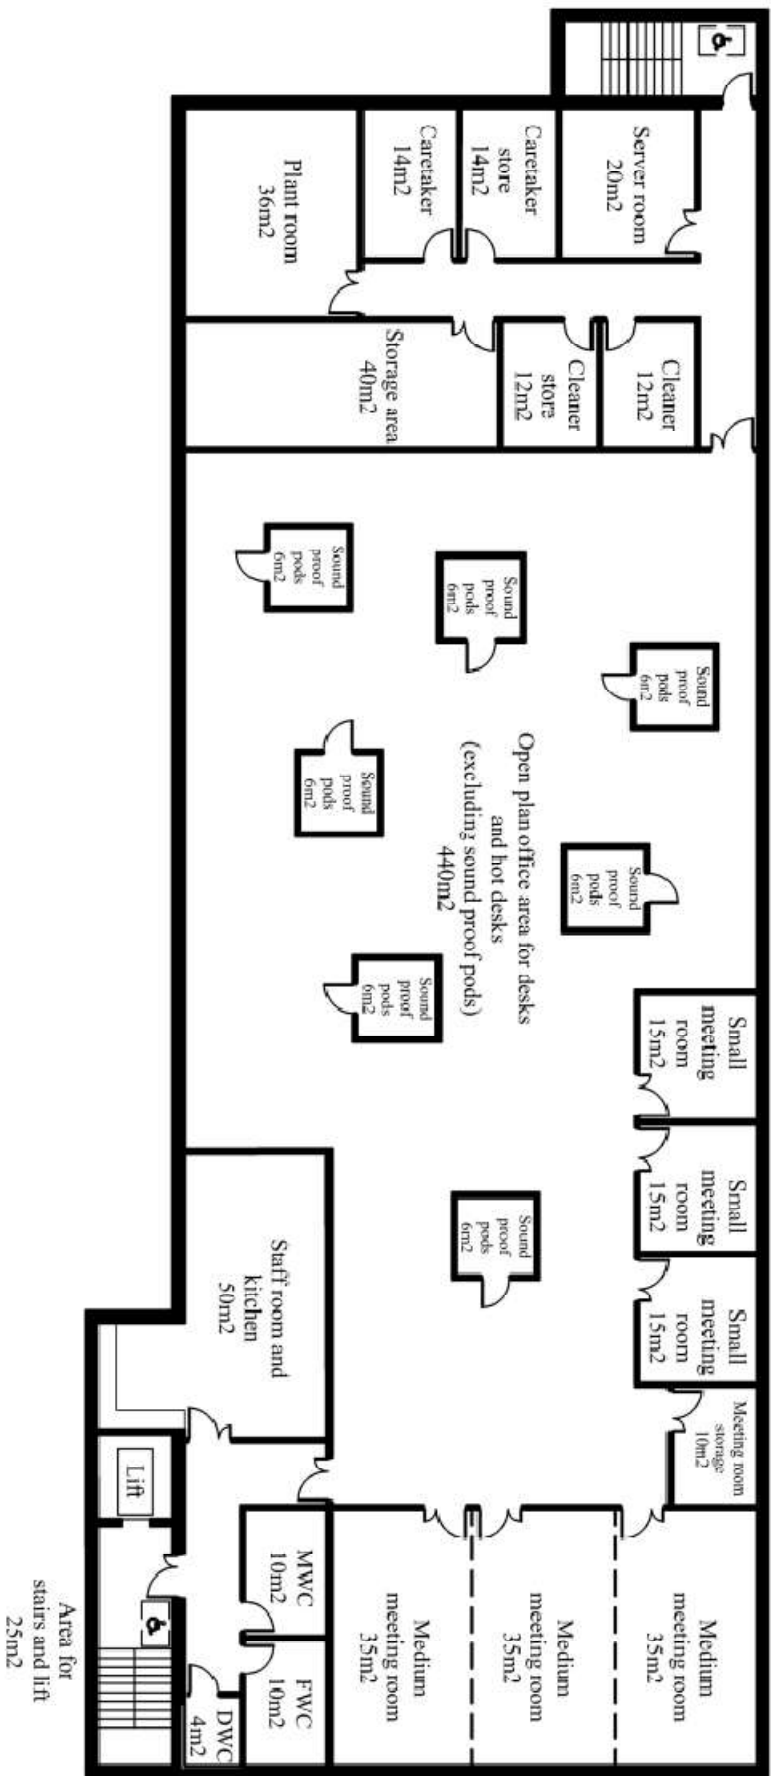 Server room
20m2
Caretaker
store
14m2
Caretaker
14m2
Plant room
36m2
Cleaner
12m2
Cleaner
store
12m2
Storage area
40m2
Sound
proof
pods
6m2
Sound
proof
pods
6m2
Sound
proof
pods
6m2
Sound
proof
pods
6m2
Sound
proof
pods
6m2
Sound
proof
pods
6m2
Open plan office area for desks
and hot desks
(excluding sound proof pods)
440m2
Small
meeting
room
15m2
Small
meeting
room
15m2
Small
meeting
room
15m2
Sound
proof
pods
6m2
Meeting room
storage
10m2
Staff room and
kitchen
50m2
Medium
meeting room
35m2
Medium
meeting room
35m2
Medium
meeting room
35m2
MWC
10m2
FWC
10m2
DWC
4m2
Lift
Area for
stairs and lift
25m2